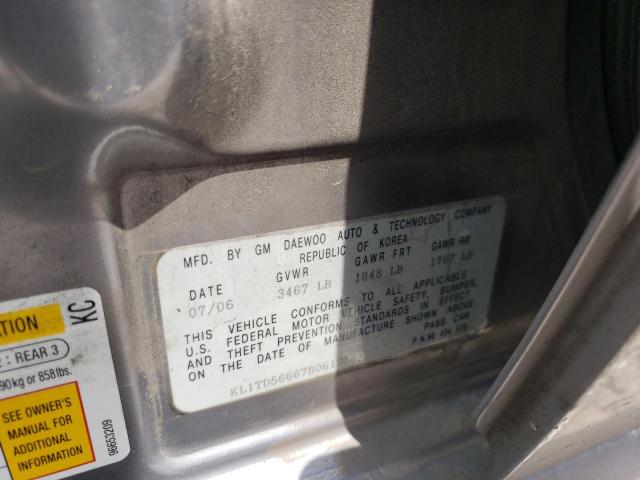 MFD. BY GM DAEWOO AUTO & TECHNOLOGY COMPANY
REPUBLIC OF KOREA
DATE GVWR GAWR FRT GAWR RR
07/06 3467 LB 1848 LB 1767 LB
THIS VEHICLE CONFORMS TO ALL APPLICABLE
U.S. FEDERAL MOTOR VEHICLE SAFETY, BUMPER,
AND THEFT PREVENTION STANDARDS IN EFFECT
ON THE DATE OF MANUFACTURE SHOWN ABOVE
PASS. CAR
P/N 96
KC
: REAR 3
90 kg or 858 lbs.
SEE OWNER'S
MANUAL FOR
ADDITIONAL
INFORMATION
96653209